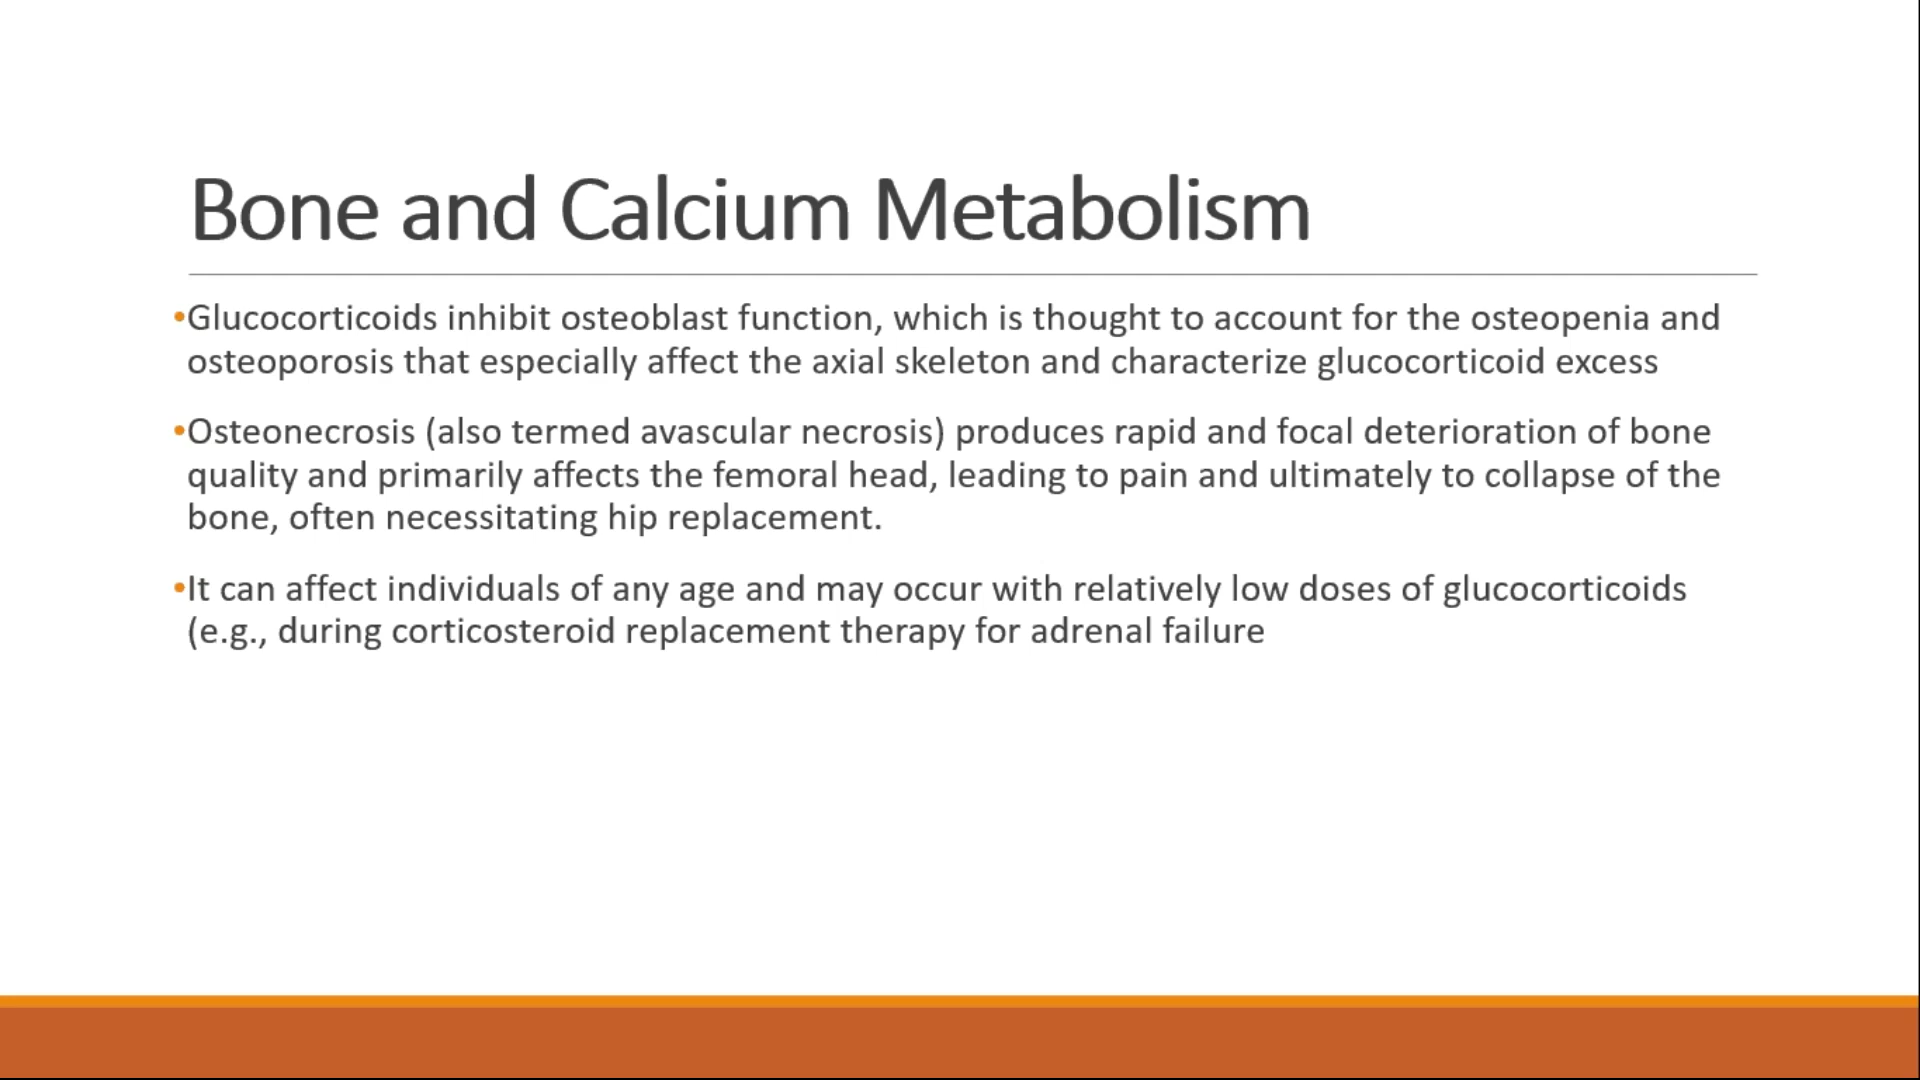 Bone and Calcium Metabolism
•Glucocorticoids inhibit osteoblast function, which is thought to account for the osteopenia and
osteoporosis that especially affect the axial skeleton and characterize glucocorticoid excess
•Osteonecrosis (also termed avascular necrosis) produces rapid and focal deterioration of bone
quality and primarily affects the femoral head, leading to pain and ultimately to collapse of the
bone, often necessitating hip replacement.
•It can affect individuals of any age and may occur with relatively low doses of glucocorticoids
(e.g., during corticosteroid replacement therapy for adrenal failure